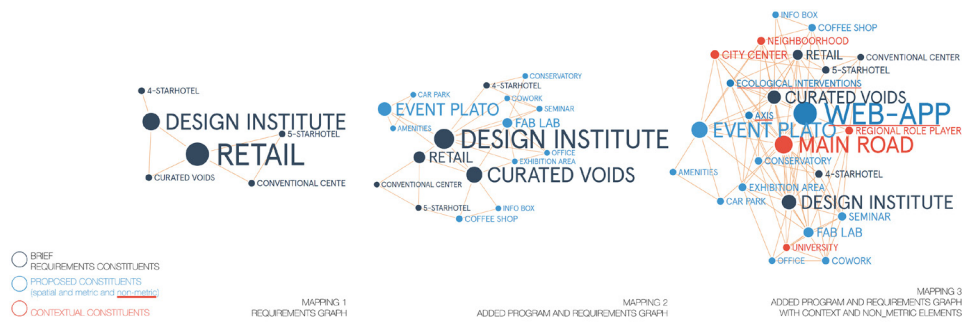 4-STARHOTEL
DESIGN INSTITUTE
5-STARHOTEL
RETAIL
CURATED VOIDS
CONVENTIONAL CENTE
BRIEF
REQUIREMENTS CONSTITUENTS
PROPOSED CONSTITUENTS
(spatial and metric and non-metric)
CONTEXTUAL CONSTITUENTS
MAPPING 1
REQUIREMENTS GRAPH
CONSERVATORY
4-STARHOTEL
CAR PARK
COWORK
EVENT PLATO
SEMINAR
FAB LAB
AMENITIES
DESIGN INSTITUTE
OFFICE
RETAIL
EXHIBITION AREA
CURATED VOIDS
CONVENTIONAL CENTER
5-STARHOTEL
INFO BOX
COFFEE SHOP
MAPPING 2
ADDED PROGRAM AND REQUIREMENTS GRAPH
INFO BOX
COFFEE SHOP
NEIGHBOORHOOD
CITY CENTER
RETAIL
CONVENTIONAL CENTER
5-STARHOTEL
ECOLOGICAL INTERVENTIONS
CURATED VOIDS
WEB-APP
AXIS
EVENT PLATO
REGIONAL ROLE PLAYER
MAIN ROAD
CONSERVATORY
AMENITIES
4-STARHOTEL
EXHIBITION AREA
CAR PARK
DESIGN INSTITUTE
SEMINAR
FAB LAB
UNIVERSITY
OFFICE
COWORK
MAPPING 3
ADDED PROGRAM AND REQUIREMENTS GRAPH
WITH CONTEXT AND NON_METRIC ELEMENTS